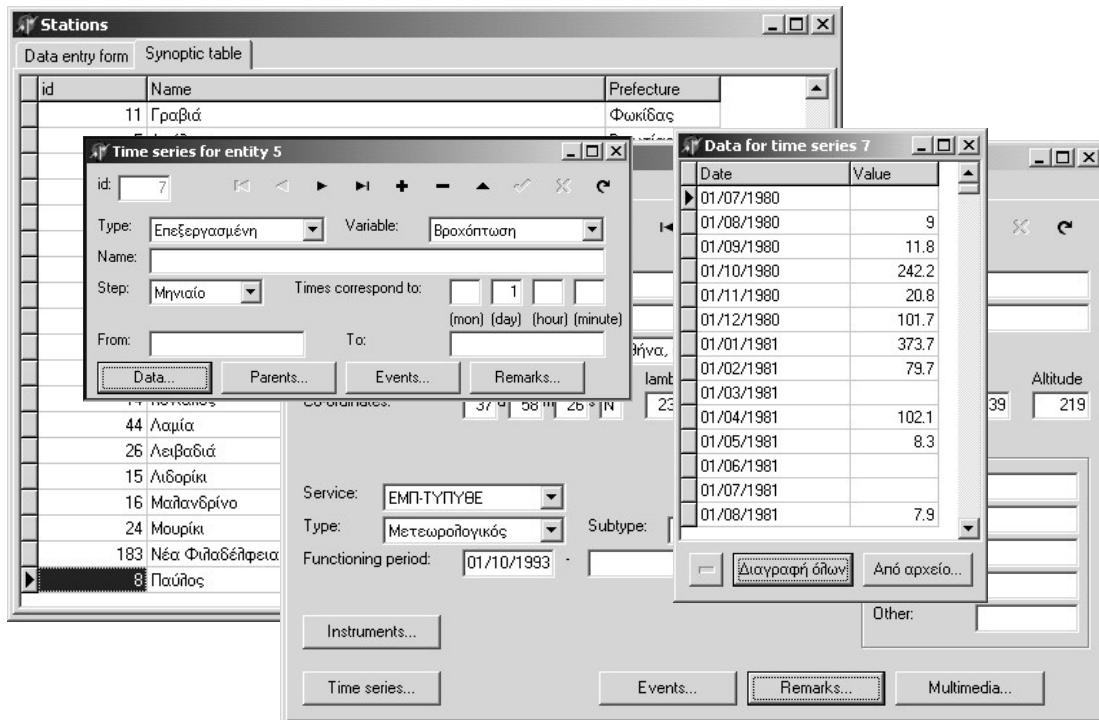 Stations
Data entry form Synoptic table
id Name Prefecture
11 Γραβιά Φωκίδας
44 Λαμία
26 Λειβαδιά
15 Λιδορίκι
16 Μαλανδρίνο
24 Μουρίκι
183 Νέα Φιλαδέλφεια
8 Παύλος
Time series for entity 5
id: 7
Type: Επεξεργασμένη Variable: Βροχόπτωση
Name:
Step: Μηνιαίο Times correspond to: 1
(mon) (day) (hour) (minute)
From: To:
Data... Parents... Events... Remarks...
Data for time series 7
Date Value
01/07/1980
01/08/1980 9
01/09/1980 11.8
01/10/1980 242.2
01/11/1980 20.8
01/12/1980 101.7
01/01/1981 373.7
01/02/1981 79.7
01/03/1981
01/04/1981 102.1
01/05/1981 8.3
01/06/1981
01/07/1981
01/08/1981 7.9
Διαγραφή όλων Από αρχείο...
Altitude
Co-ordinates: 37 d 58 m 26 s N 23 39 219
Service: ΕΜΠ-ΤΥΠΥΘΕ
Type: Μετεωρολογικός Subtype:
Functioning period: 01/10/1993 -
Other:
Instruments...
Time series... Events... Remarks... Multimedia...